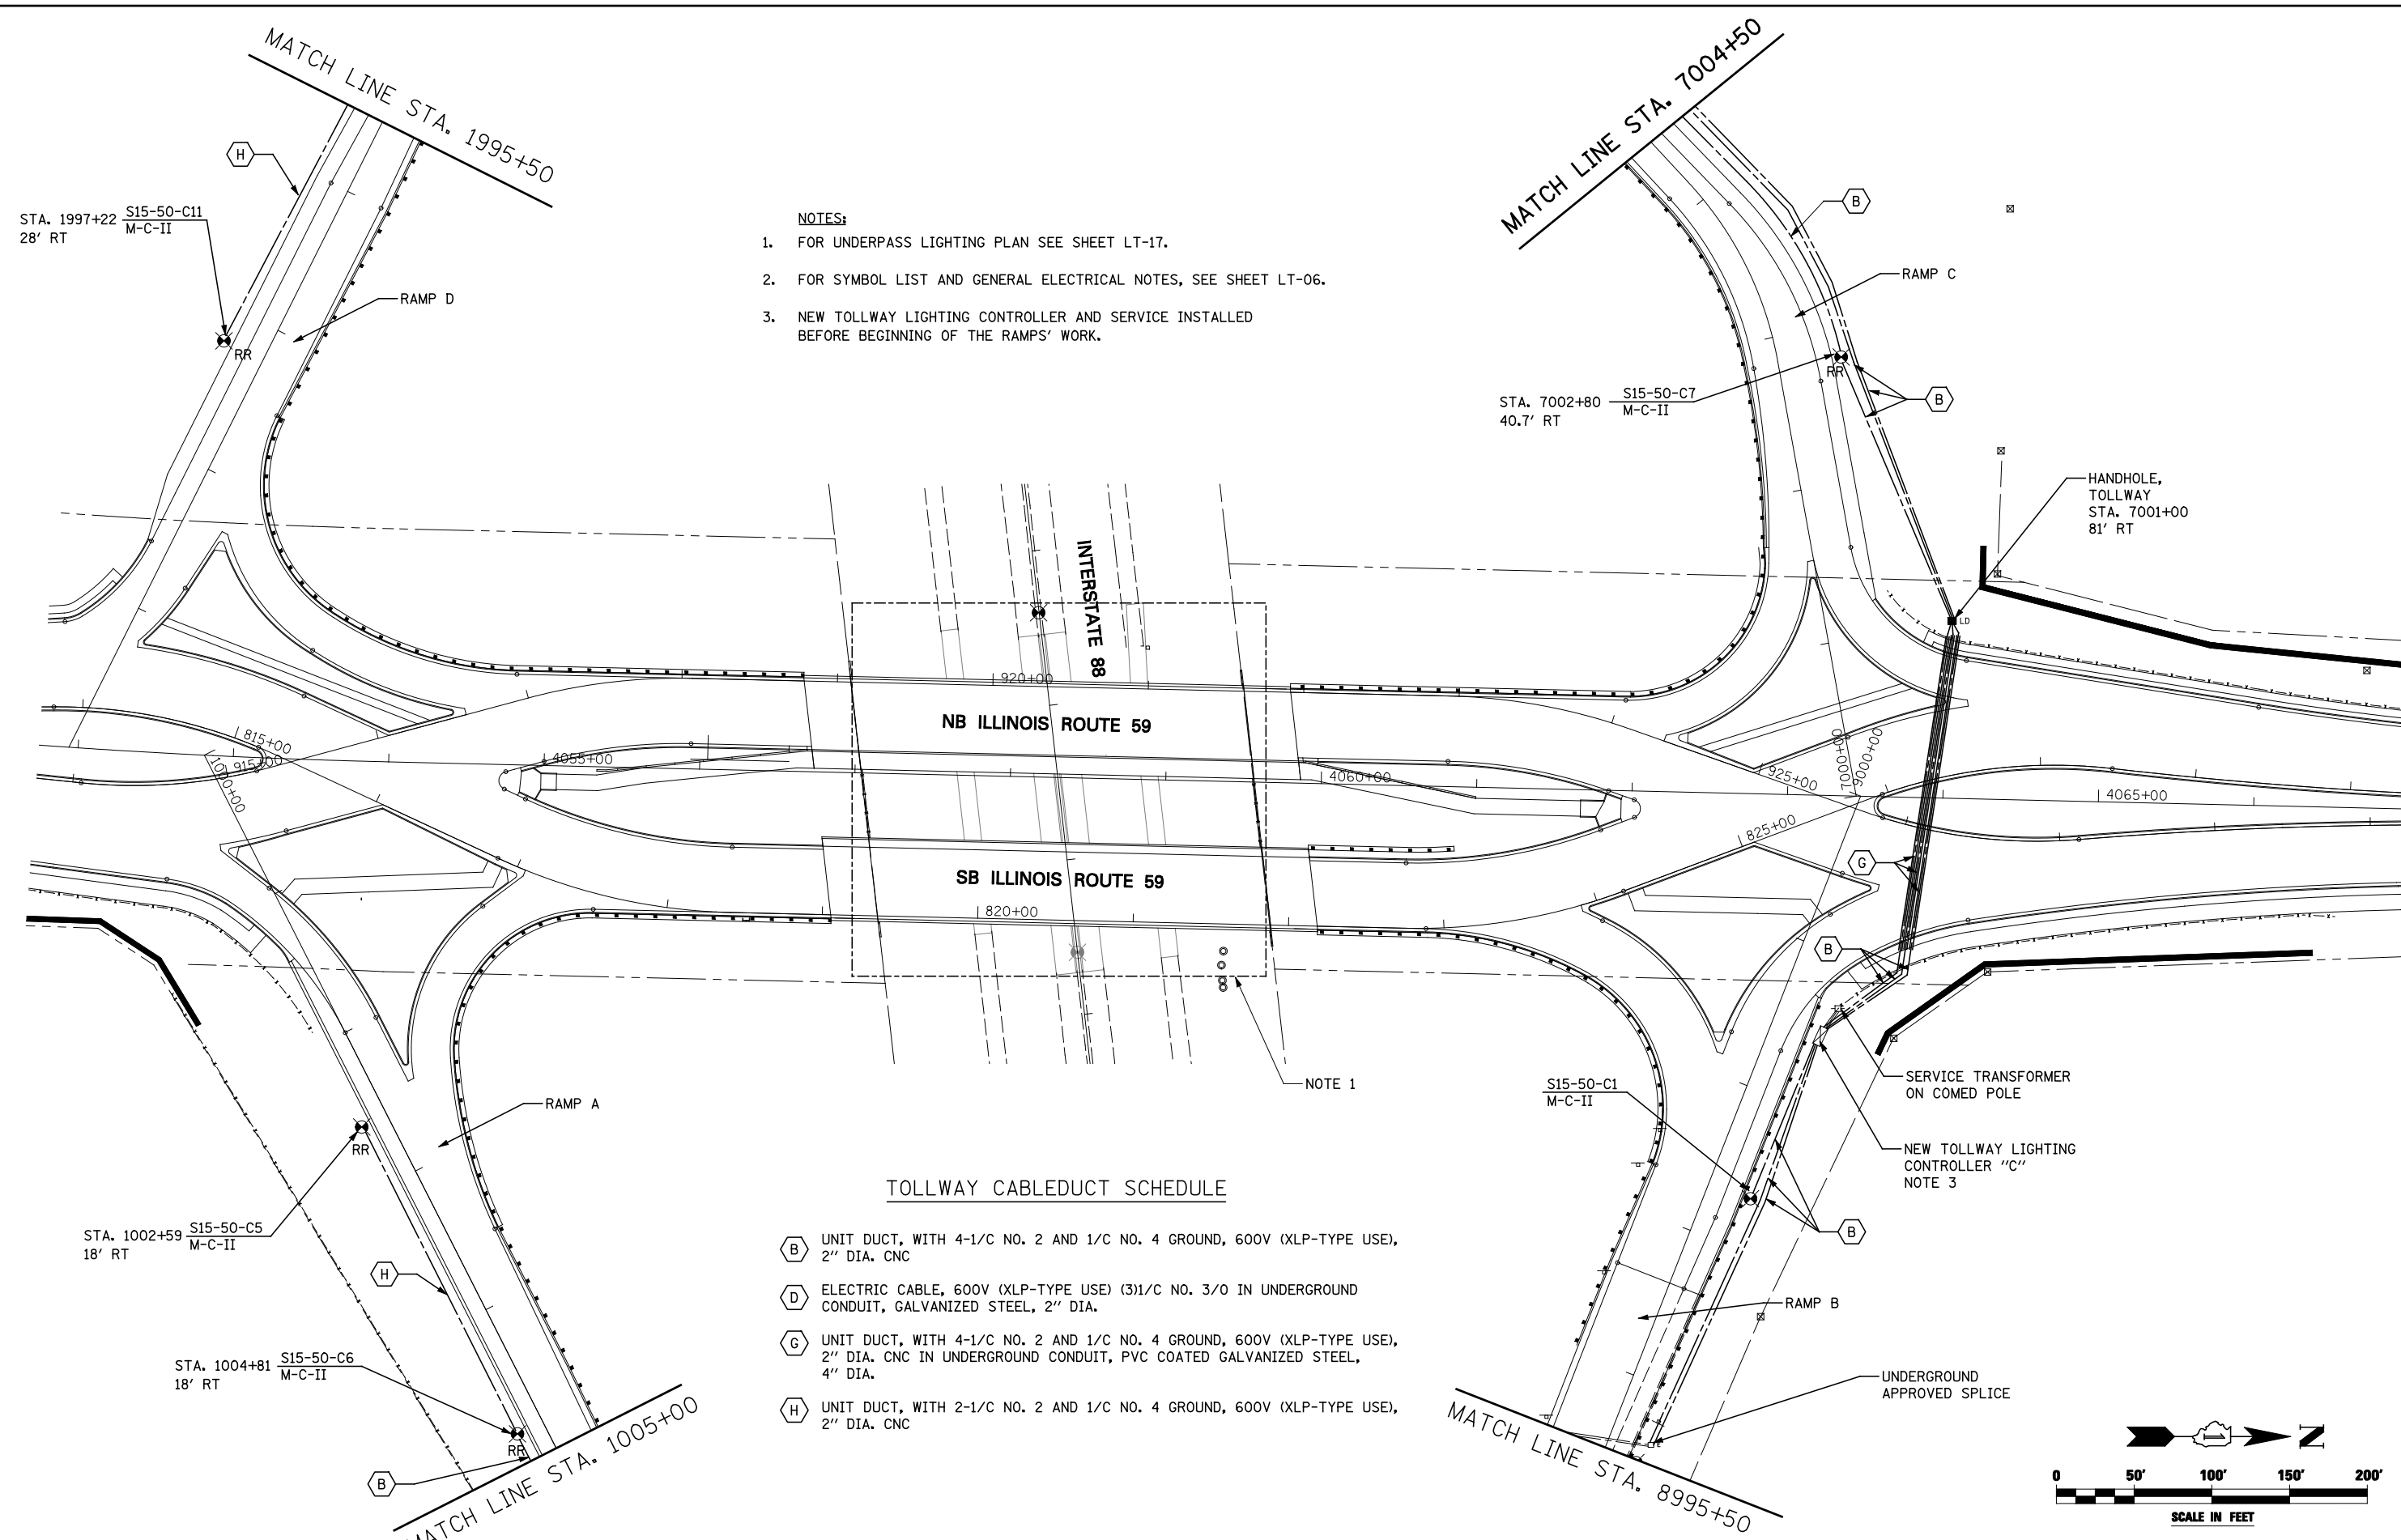 MATCH LINE STA. 1995+50
MATCH LINE STA. 7004+50
H
STA. 1997+22
S15-50-C11
M-C-II
28' RT
RR
RAMP D
NOTES:
1. FOR UNDERPASS LIGHTING PLAN SEE SHEET LT-17.
2. FOR SYMBOL LIST AND GENERAL ELECTRICAL NOTES, SEE SHEET LT-06.
3. NEW TOLLWAY LIGHTING CONTROLLER AND SERVICE INSTALLED
BEFORE BEGINNING OF THE RAMPS' WORK.
B
RAMP C
RR
STA. 7002+80
S15-50-C7
M-C-II
40.7' RT
B
HANDHOLE,
TOLLWAY
STA. 7001+00
81' RT
LD
INTERSTATE 88
920+00
NB ILLINOIS ROUTE 59
815+00
915+00
1000+00
4055+00
4060+00
925+00
7000+00
9000+00
4065+00
825+00
G
SB ILLINOIS ROUTE 59
820+00
B
NOTE 1
SERVICE TRANSFORMER
ON COMED POLE
S15-50-C1
M-C-II
RAMP A
RR
NEW TOLLWAY LIGHTING
CONTROLLER "C"
NOTE 3
STA. 1002+59
S15-50-C5
M-C-II
18' RT
H
B
RAMP B
TOLLWAY CABLEDUCT SCHEDULE
B UNIT DUCT, WITH 4-1/C NO. 2 AND 1/C NO. 4 GROUND, 600V (XLP-TYPE USE),
2" DIA. CNC
D ELECTRIC CABLE, 600V (XLP-TYPE USE) (3)1/C NO. 3/0 IN UNDERGROUND
CONDUIT, GALVANIZED STEEL, 2" DIA.
G UNIT DUCT, WITH 4-1/C NO. 2 AND 1/C NO. 4 GROUND, 600V (XLP-TYPE USE),
2" DIA. CNC IN UNDERGROUND CONDUIT, PVC COATED GALVANIZED STEEL,
4" DIA.
H UNIT DUCT, WITH 2-1/C NO. 2 AND 1/C NO. 4 GROUND, 600V (XLP-TYPE USE),
2" DIA. CNC
STA. 1004+81
S15-50-C6
M-C-II
18' RT
RR
B
MATCH LINE STA. 1005+00
UNDERGROUND
APPROVED SPLICE
MATCH LINE STA. 8995+50
N
0 50' 100' 150' 200'
SCALE IN FEET